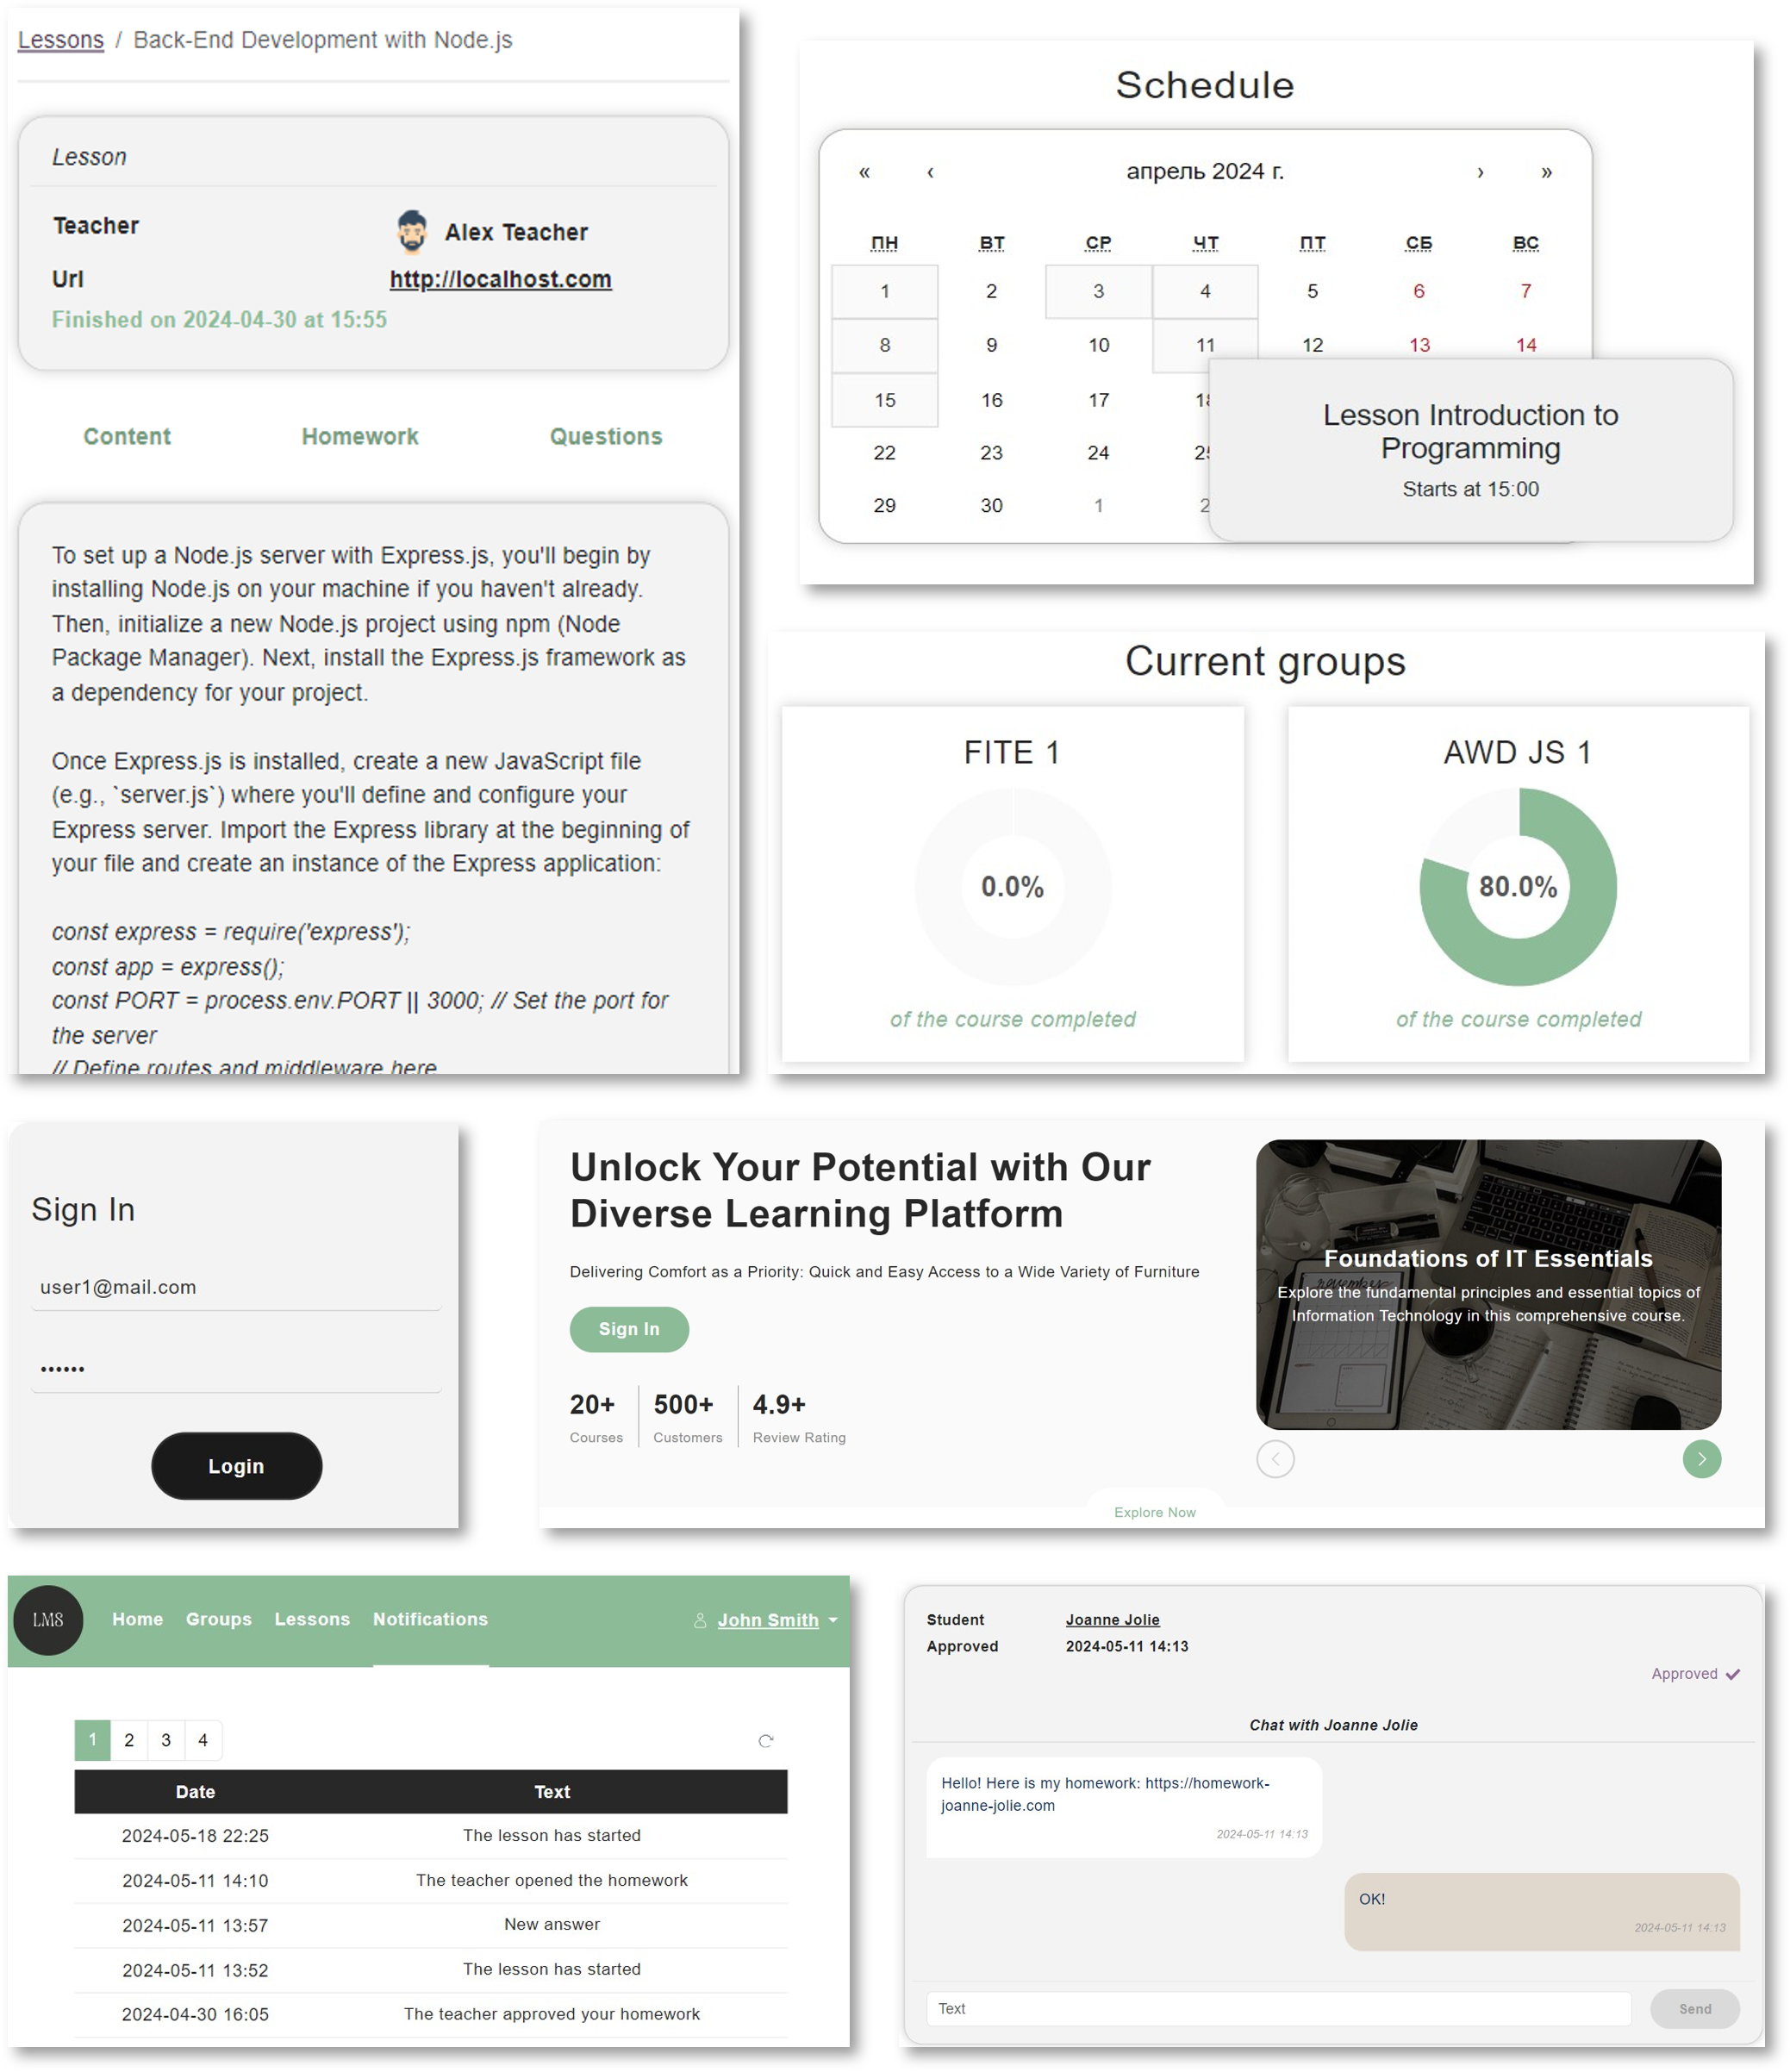 Lessons / Back-End Development with Node.js
Lesson
Teacher
Alex Teacher
Url
http://localhost.com
Finished on 2024-04-30 at 15:55
Content Homework Questions
To set up a Node.js server with Express.js, you'll begin by
installing Node.js on your machine if you haven't already.
Then, initialize a new Node.js project using npm (Node
Package Manager). Next, install the Express.js framework as
a dependency for your project.
Once Express.js is installed, create a new JavaScript file
(e.g., `server.js`) where you'll define and configure your
Express server. Import the Express library at the beginning of
your file and create an instance of the Express application:
const express = require('express');
const app = express();
const PORT = process.env.PORT || 3000; // Set the port for
the server
// Define routes and middleware here
Schedule
« ‹ апрель 2024 г. › »
ПН ВТ СР ЧТ ПТ СБ ВС
1 2 3 4 5 6 7
8 9 10 11 12 13 14
15 16 17
22 23 24
29 30 1
Lesson Introduction to
Programming
Starts at 15:00
Current groups
FITE 1
0.0%
of the course completed
AWD JS 1
80.0%
of the course completed
Sign In
user1@mail.com
••••••
Login
Unlock Your Potential with Our
Diverse Learning Platform
Delivering Comfort as a Priority: Quick and Easy Access to a Wide Variety of Furniture
Sign In
20+ 500+ 4.9+
Courses Customers Review Rating
Foundations of IT Essentials
Explore the fundamental principles and essential topics of
Information Technology in this comprehensive course.
Explore Now
LMS Home Groups Lessons Notifications John Smith
1 2 3 4
Date Text
2024-05-18 22:25 The lesson has started
2024-05-11 14:10 The teacher opened the homework
2024-05-11 13:57 New answer
2024-05-11 13:52 The lesson has started
2024-04-30 16:05 The teacher approved your homework
Student Joanne Jolie
Approved 2024-05-11 14:13
Approved
Chat with Joanne Jolie
Hello! Here is my homework: https://homework-
joanne-jolie.com
2024-05-11 14:13
OK!
2024-05-11 14:13
Text
Send